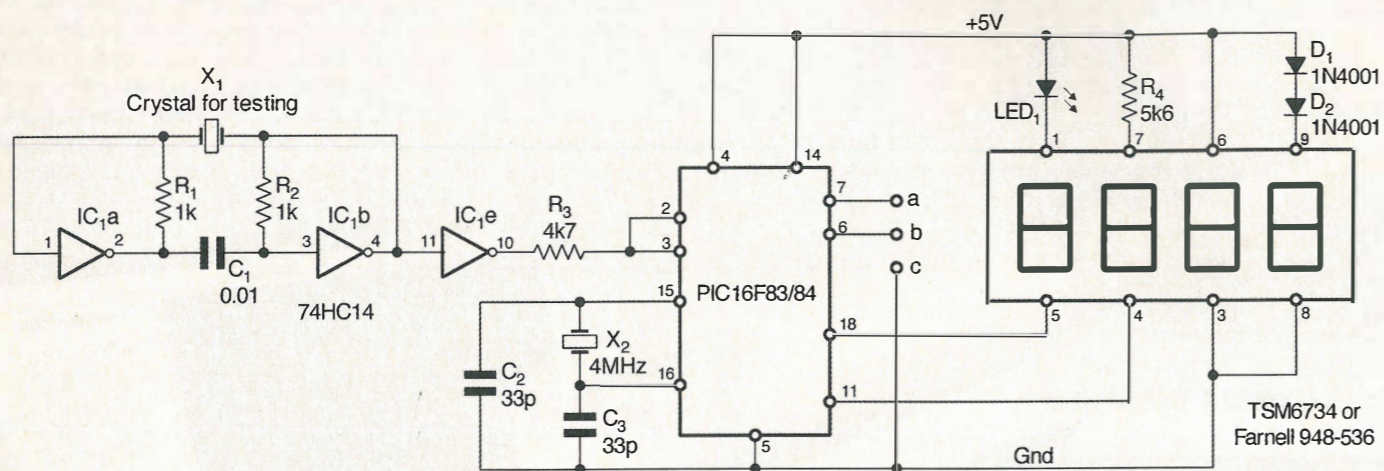 +5V
X1
Crystal for testing
R1
1k
R2
1k
IC1a
1
2
C1
0.01
IC1b
3
4
74HC14
IC1e
11
10
R3
4k7
2
3
4
14
7
a
6
b
c
PIC16F83/84
15
16
18
11
5
X2
4MHz
C2
33p
C3
33p
LED1
R4
5k6
D1
1N4001
D2
1N4001
1
7
6
9
5
4
3
8
TSM6734 or
Farnell 948-536
Gnd